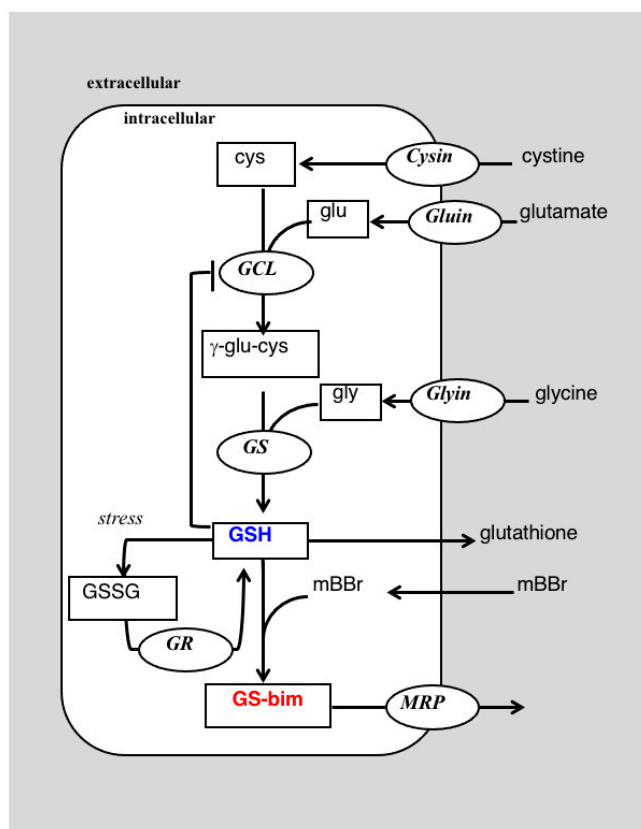 extracellular
intracellular
cys
Cysin
cystine
glu
Gluin
glutamate
GCL
γ-glu-cys
gly
Glyin
glycine
GS
stress
GSH
glutathione
GSSG
mBBr
mBBr
GR
GS-bim
MRP